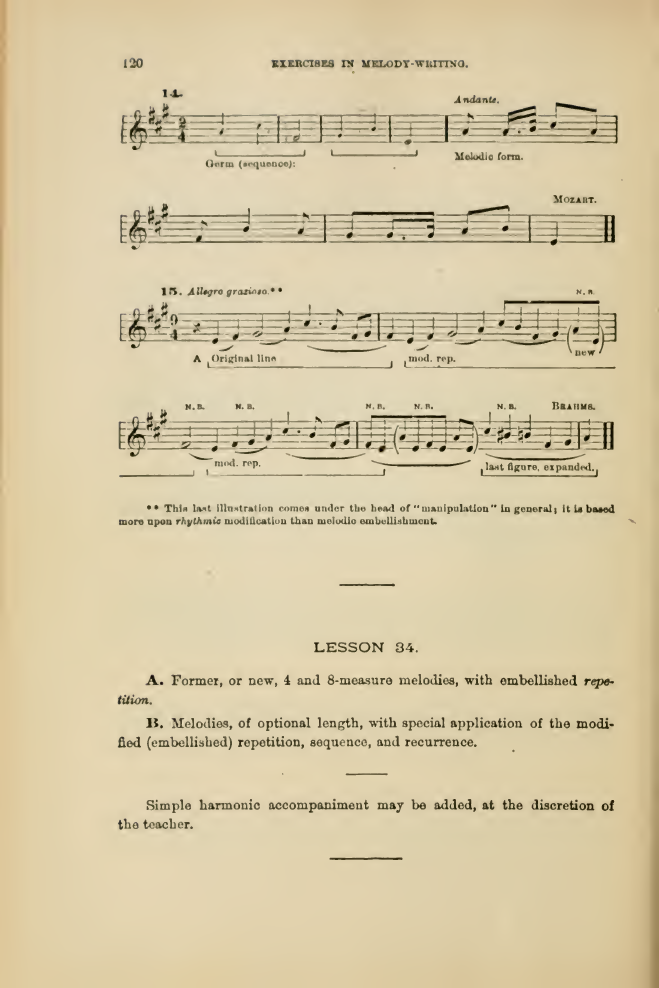 120 EXERCISES IN MELODY-WRITING.
14.
Andante.
Germ (sequence):
Melodic form.
MOZART.
15. Allegro grazioso.**
N. B.
A Original line
mod. rep.
new
N. B. N. B. N. B. N. B. N. B. BRAHMS.
mod. rep.
last figure, expanded.
** This last illustration comes under the head of "manipulation" in general; it is based
more upon rhythmic modification than melodic embellishment.
LESSON 34.
A. Former, or new, 4 and 8-measure melodies, with embellished repe-
tition.
B. Melodies, of optional length, with special application of the modi-
fied (embellished) repetition, sequence, and recurrence.
Simple harmonic accompaniment may be added, at the discretion of
the teacher.